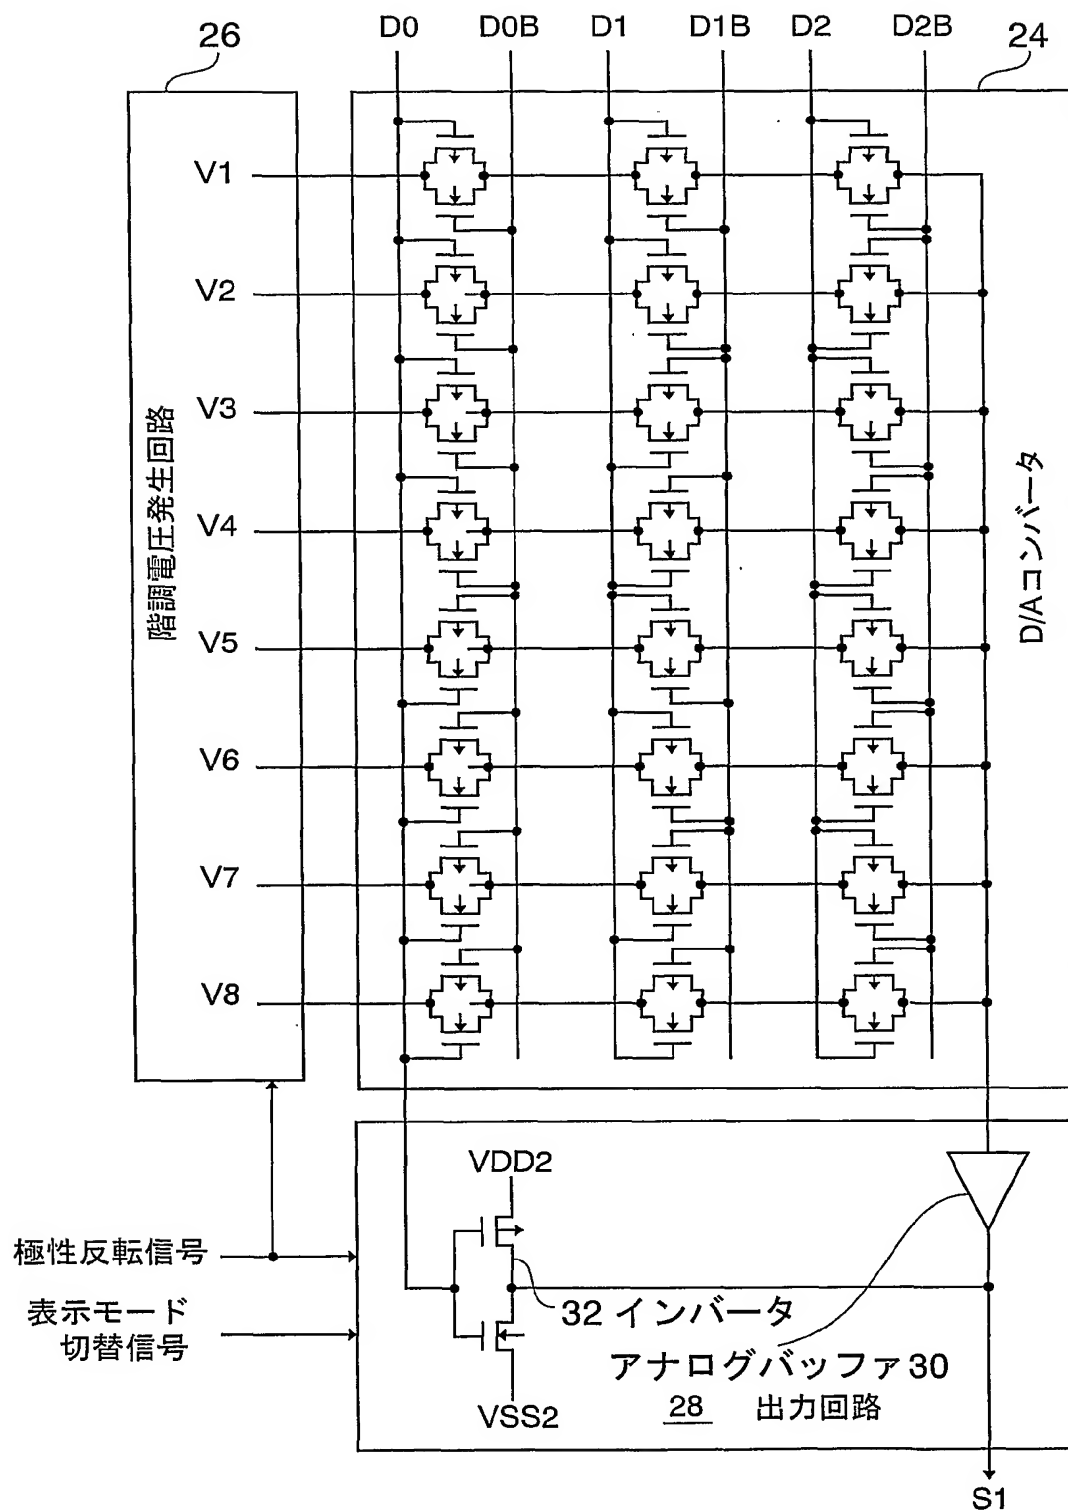 26
D0
D0B
D1
D1B
D2
D2B
24
V1
V2
V3
V4
V5
V6
V7
V8
階調電圧発生回路
D/Aコンバータ
VDD2
極性反転信号
表示モード
切替信号
32 インバータ
アナログバッファ30
28 出力回路
VSS2
S1